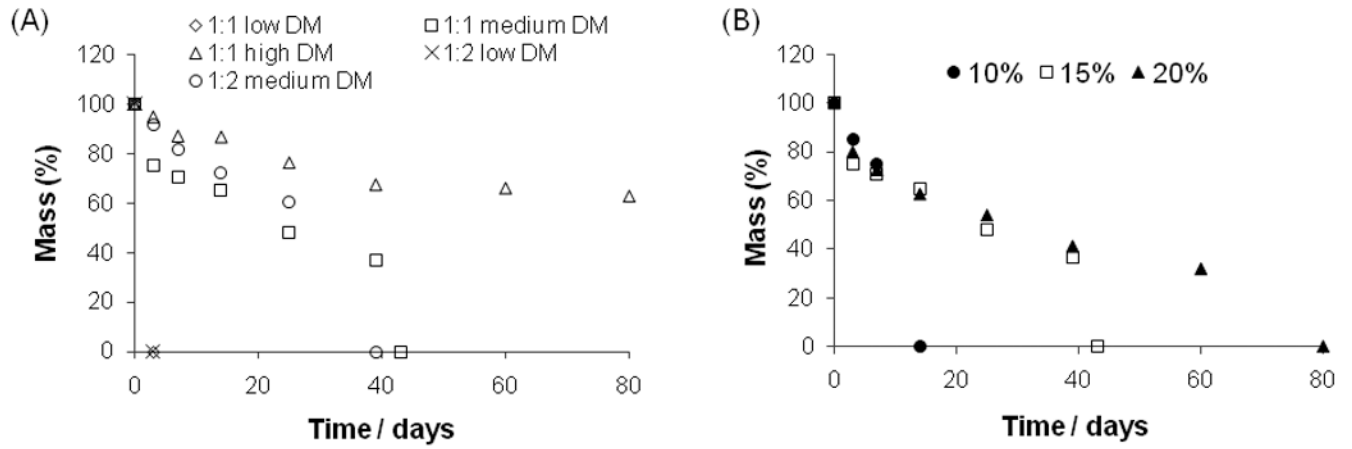 (A)
1:1 low DM
1:1 medium DM
1:1 high DM
1:2 low DM
1:2 medium DM
120
100
80
60
40
20
0
Mass (%)
0 20 40 60 80
Time / days
(B)
10% 15% 20%
120
100
80
60
40
20
0
Mass (%)
0 20 40 60 80
Time / days